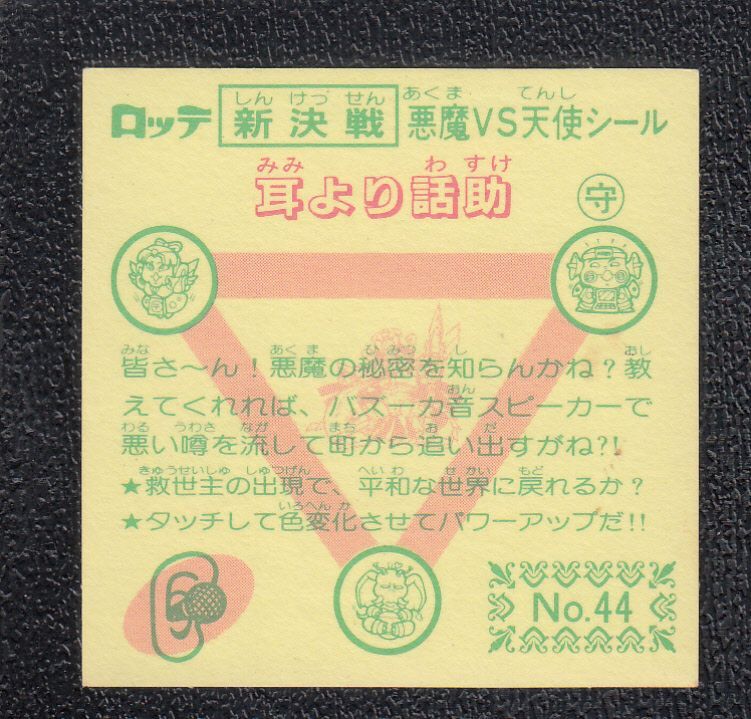 しん けっ せん あくま てんし
ロッテ 新決戦 悪魔VS天使シール
みみ わ すけ
耳より話助 守
みな あくま ひみつ し おし
皆さ〜ん！悪魔の秘密を知らんかね？教
おん
えてくれれば、バズーカ音スピーカーで
わる うわさ なが まち お だ
悪い噂を流して町から追い出すがね?!
きゅうせいしゅ しゅつげん へいわ せかい もど
★救世主の出現で、平和な世界に戻れるか？
いろへんか
★タッチして色変化させてパワーアップだ!!
No.44